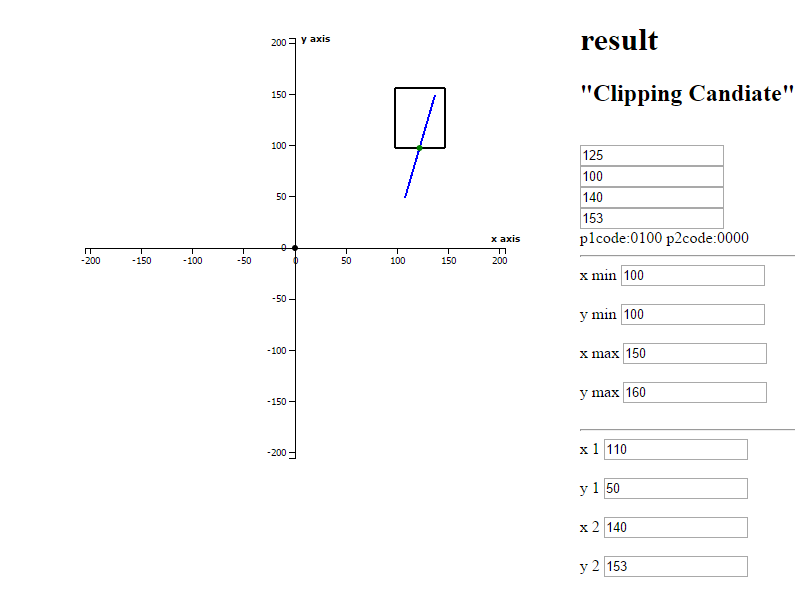 result
"Clipping Candiate"
125
100
140
153
p1code:0100 p2code:0000
x min 100
y min 100
x max 150
y max 160
x 1 110
y 1 50
x 2 140
y 2 153
y axis
200
150
100
50
0
-50
-100
-150
-200
x axis
-200 -150 -100 -50 0 50 100 150 200